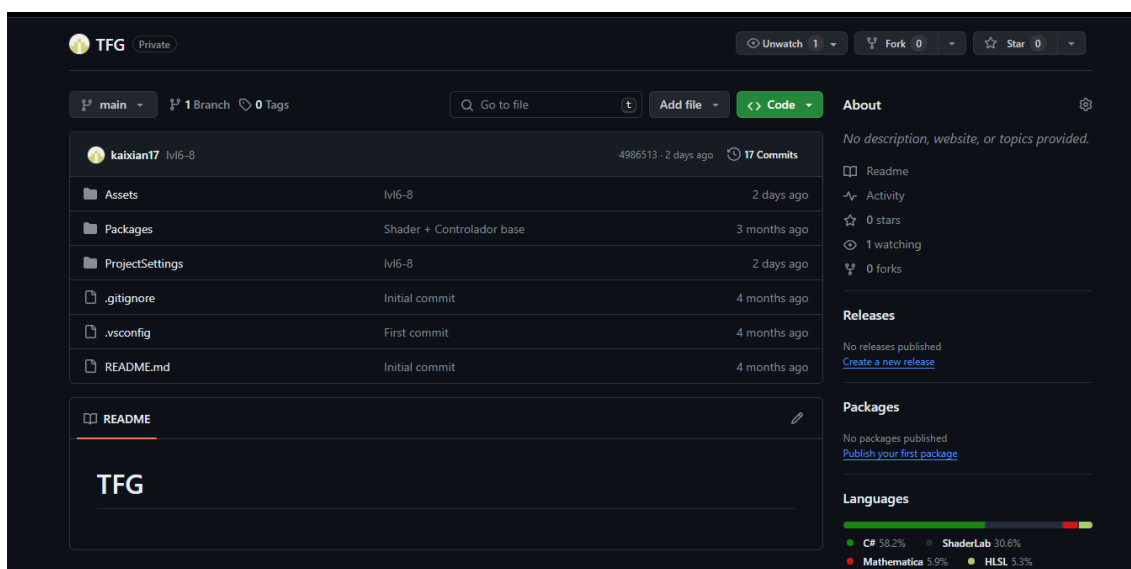 TFG Private
Unwatch 1 Fork 0 Star 0
main 1 Branch 0 Tags
Go to file t Add file Code
kaixian17 lvl6-8 4986513 · 2 days ago 17 Commits
Assets lvl6-8 2 days ago
Packages Shader + Controlador base 3 months ago
ProjectSettings lvl6-8 2 days ago
.gitignore Initial commit 4 months ago
.vsconfig First commit 4 months ago
README.md Initial commit 4 months ago
README
TFG
About
No description, website, or topics provided.
Readme
Activity
0 stars
1 watching
0 forks
Releases
No releases published
Create a new release
Packages
No packages published
Publish your first package
Languages
C# 58.2% ShaderLab 30.6%
Mathematica 5.9% HLSL 5.3%